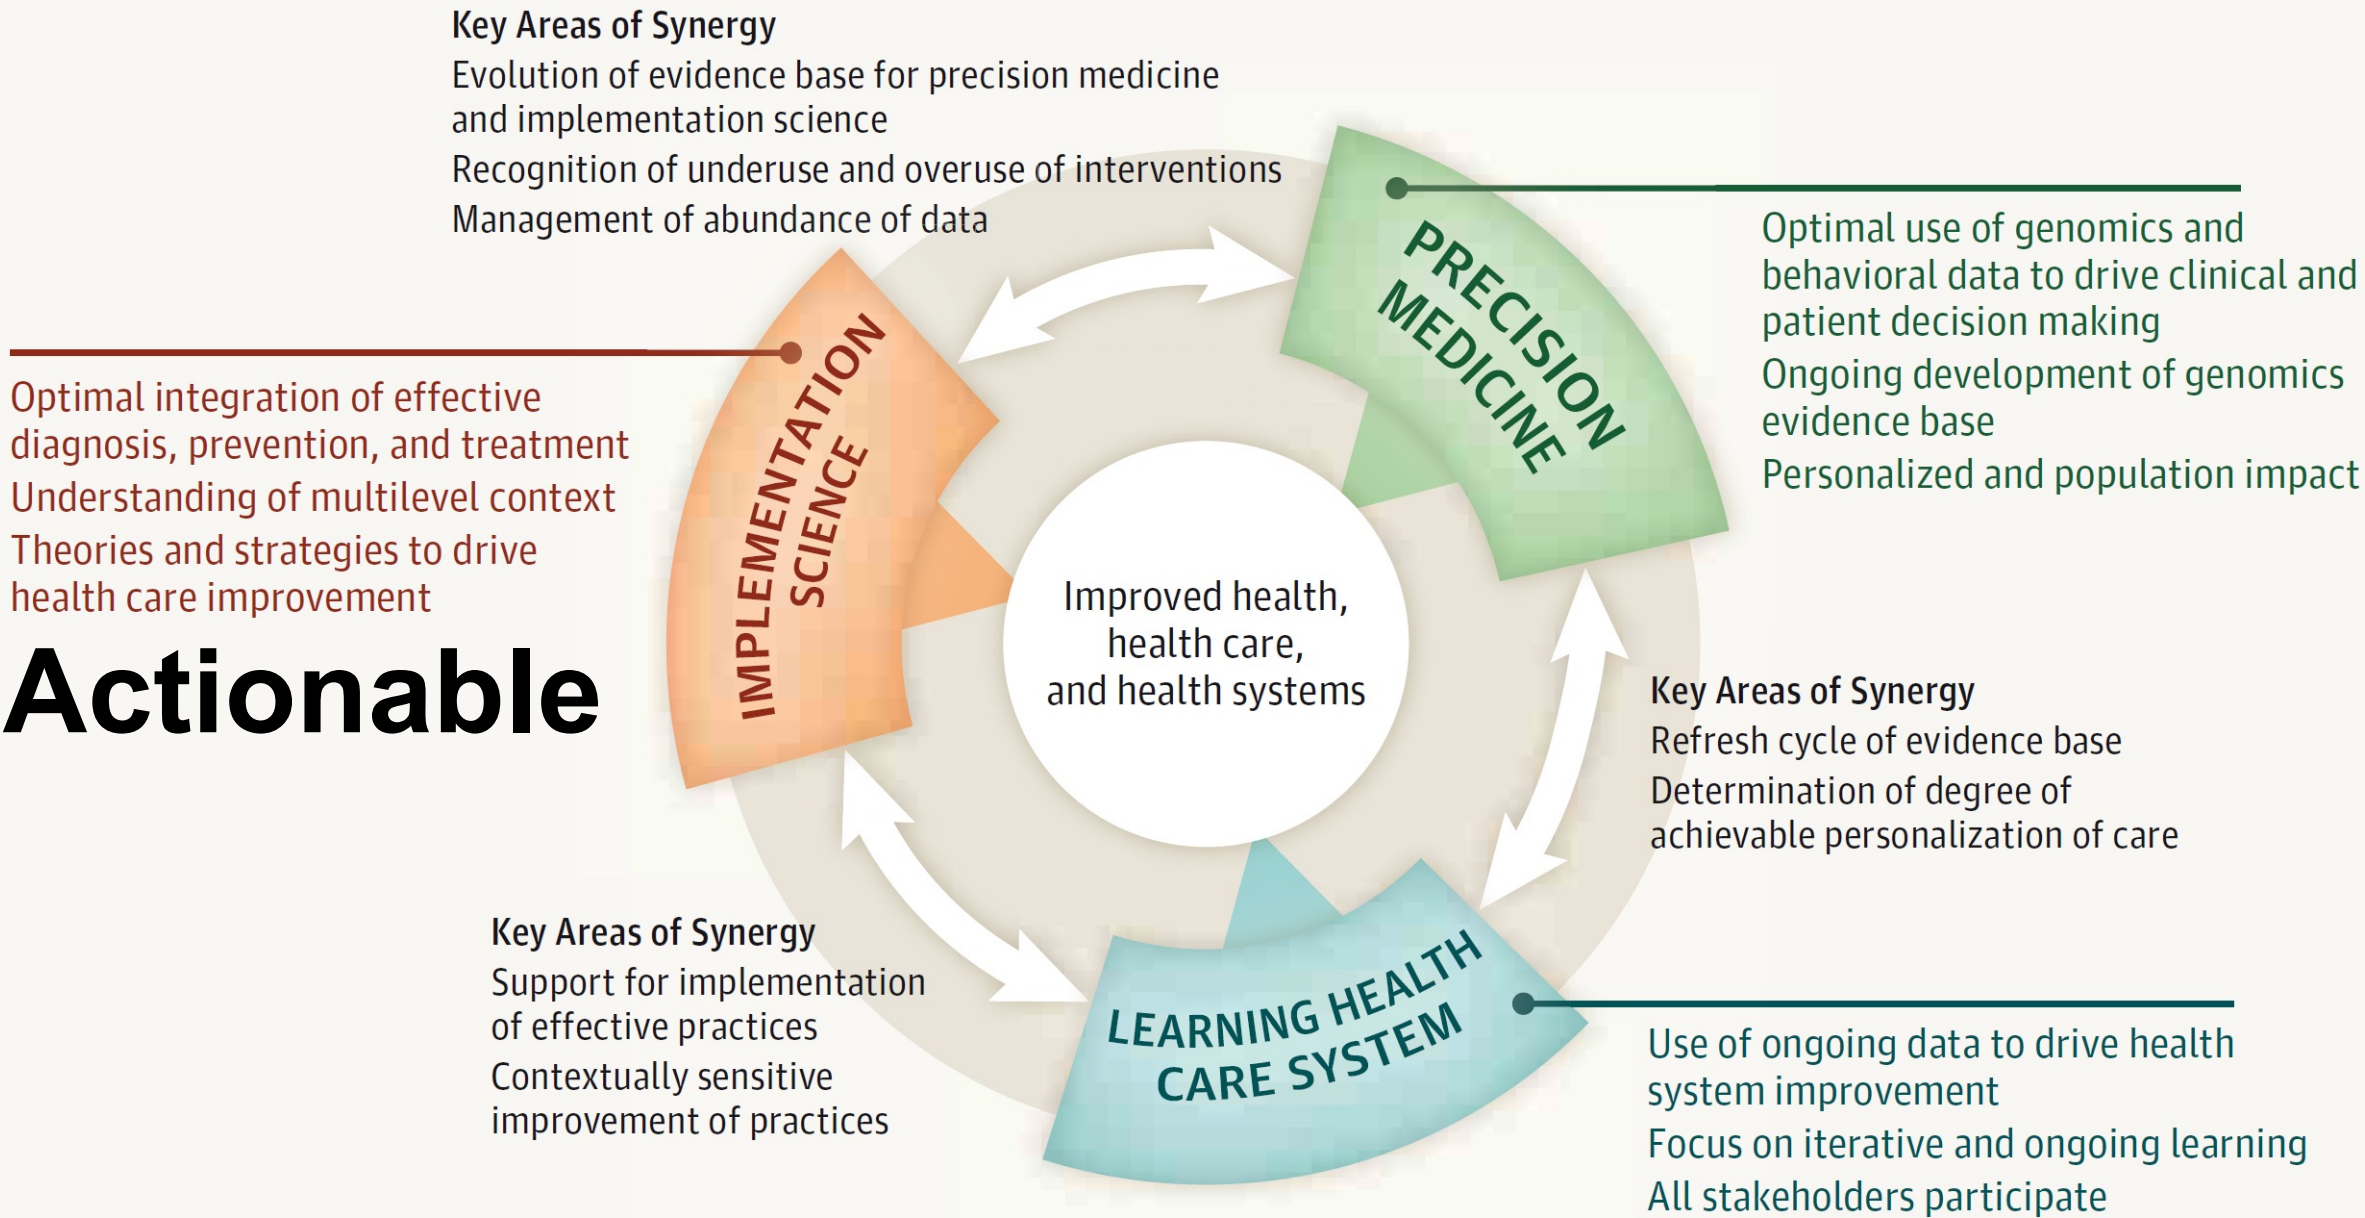 Key Areas of Synergy
Evolution of evidence base for precision medicine
and implementation science
Recognition of underuse and overuse of interventions
Management of abundance of data
PRECISION
MEDICINE
Optimal use of genomics and
behavioral data to drive clinical and
patient decision making
Ongoing development of genomics
evidence base
Personalized and population impact
IMPLEMENTATION
SCIENCE
Optimal integration of effective
diagnosis, prevention, and treatment
Understanding of multilevel context
Theories and strategies to drive
health care improvement
Actionable
Improved health,
health care,
and health systems
Key Areas of Synergy
Refresh cycle of evidence base
Determination of degree of
achievable personalization of care
Key Areas of Synergy
Support for implementation
of effective practices
Contextually sensitive
improvement of practices
LEARNING HEALTH
CARE SYSTEM
Use of ongoing data to drive health
system improvement
Focus on iterative and ongoing learning
All stakeholders participate